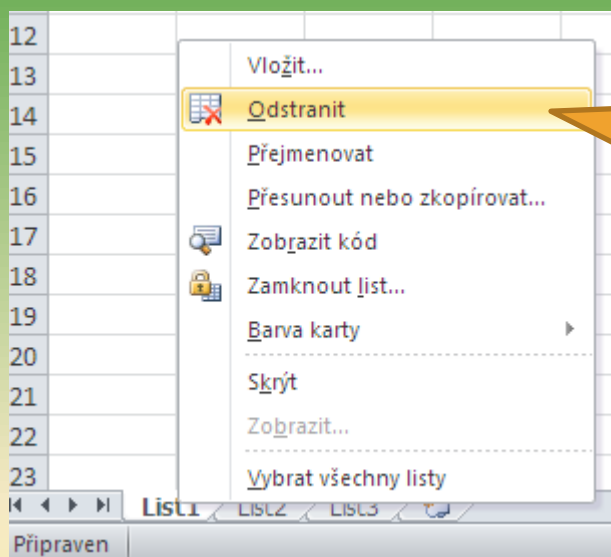 12
13
14
15
16
17
18
19
20
21
22
23
Vložit...
Odstranit
Přejmenovat
Přesunout nebo zkopírovat...
Zobrazit kód
Zamknout list...
Barva karty
Skrýt
Zobrazit...
Vybrat všechny listy
List1 List2 List3
Připraven